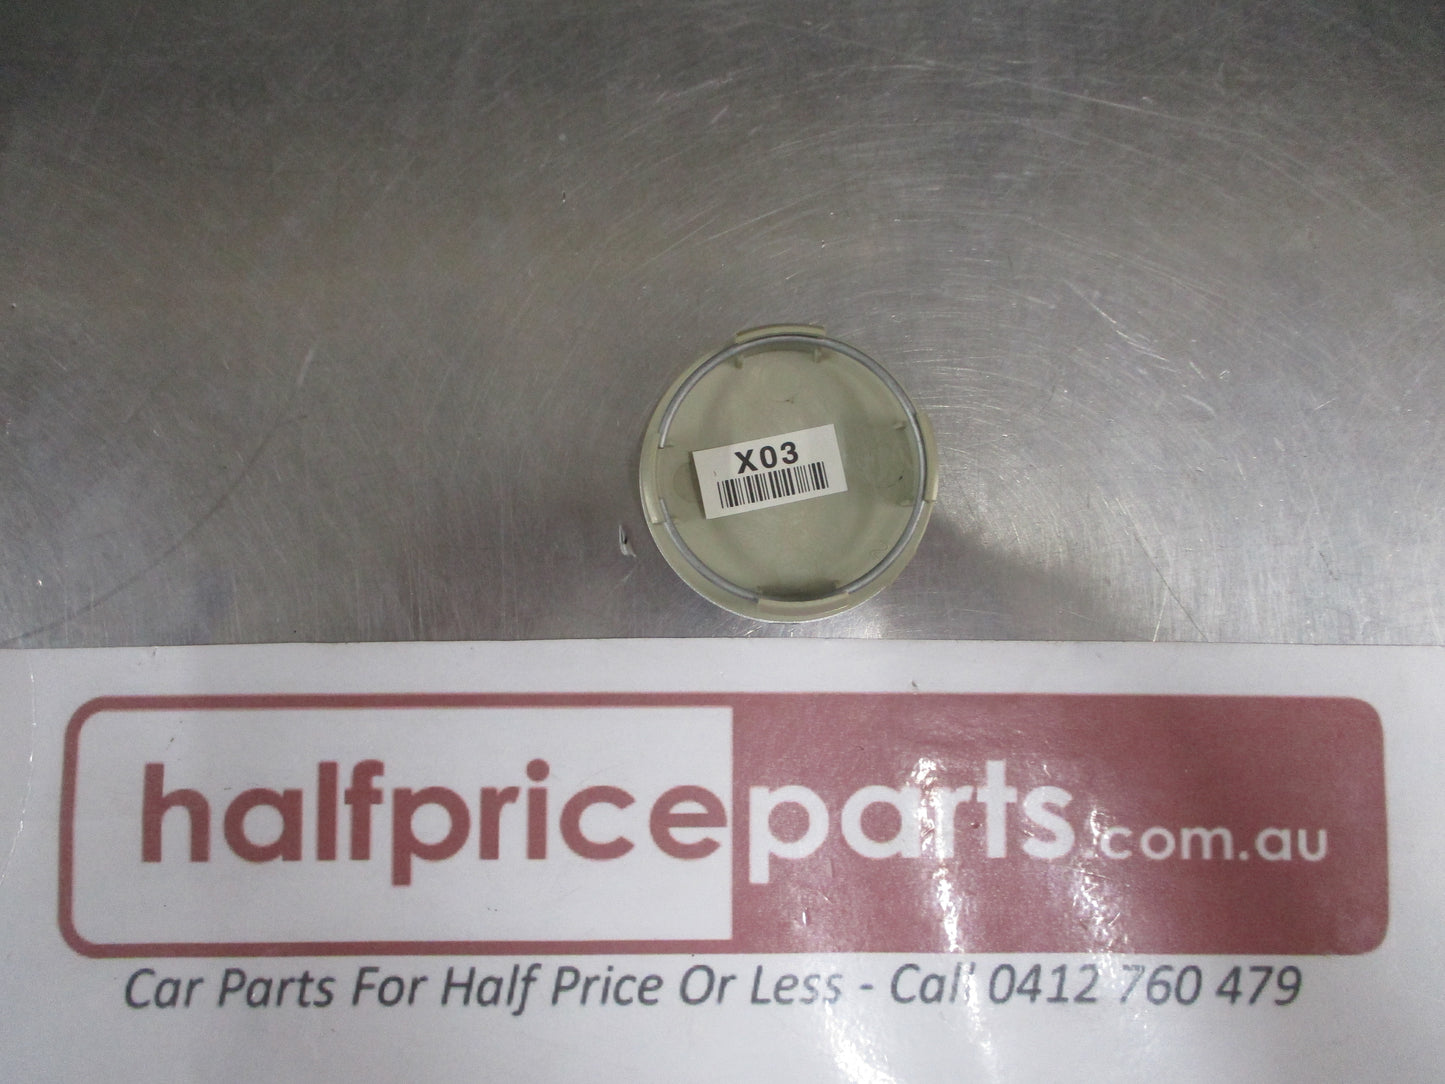 X03
halfpriceparts.com.au
Car Parts For Half Price Or Less - Call 0412 760 479